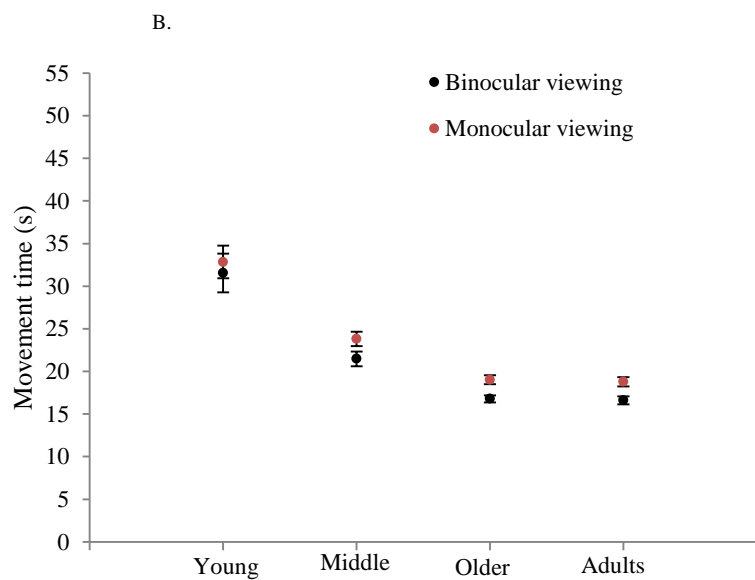 B.
55
50
45
40
35
30
25
20
15
10
5
0
Movement time (s)
Binocular viewing
Monocular viewing
Young
Middle
Older
Adults